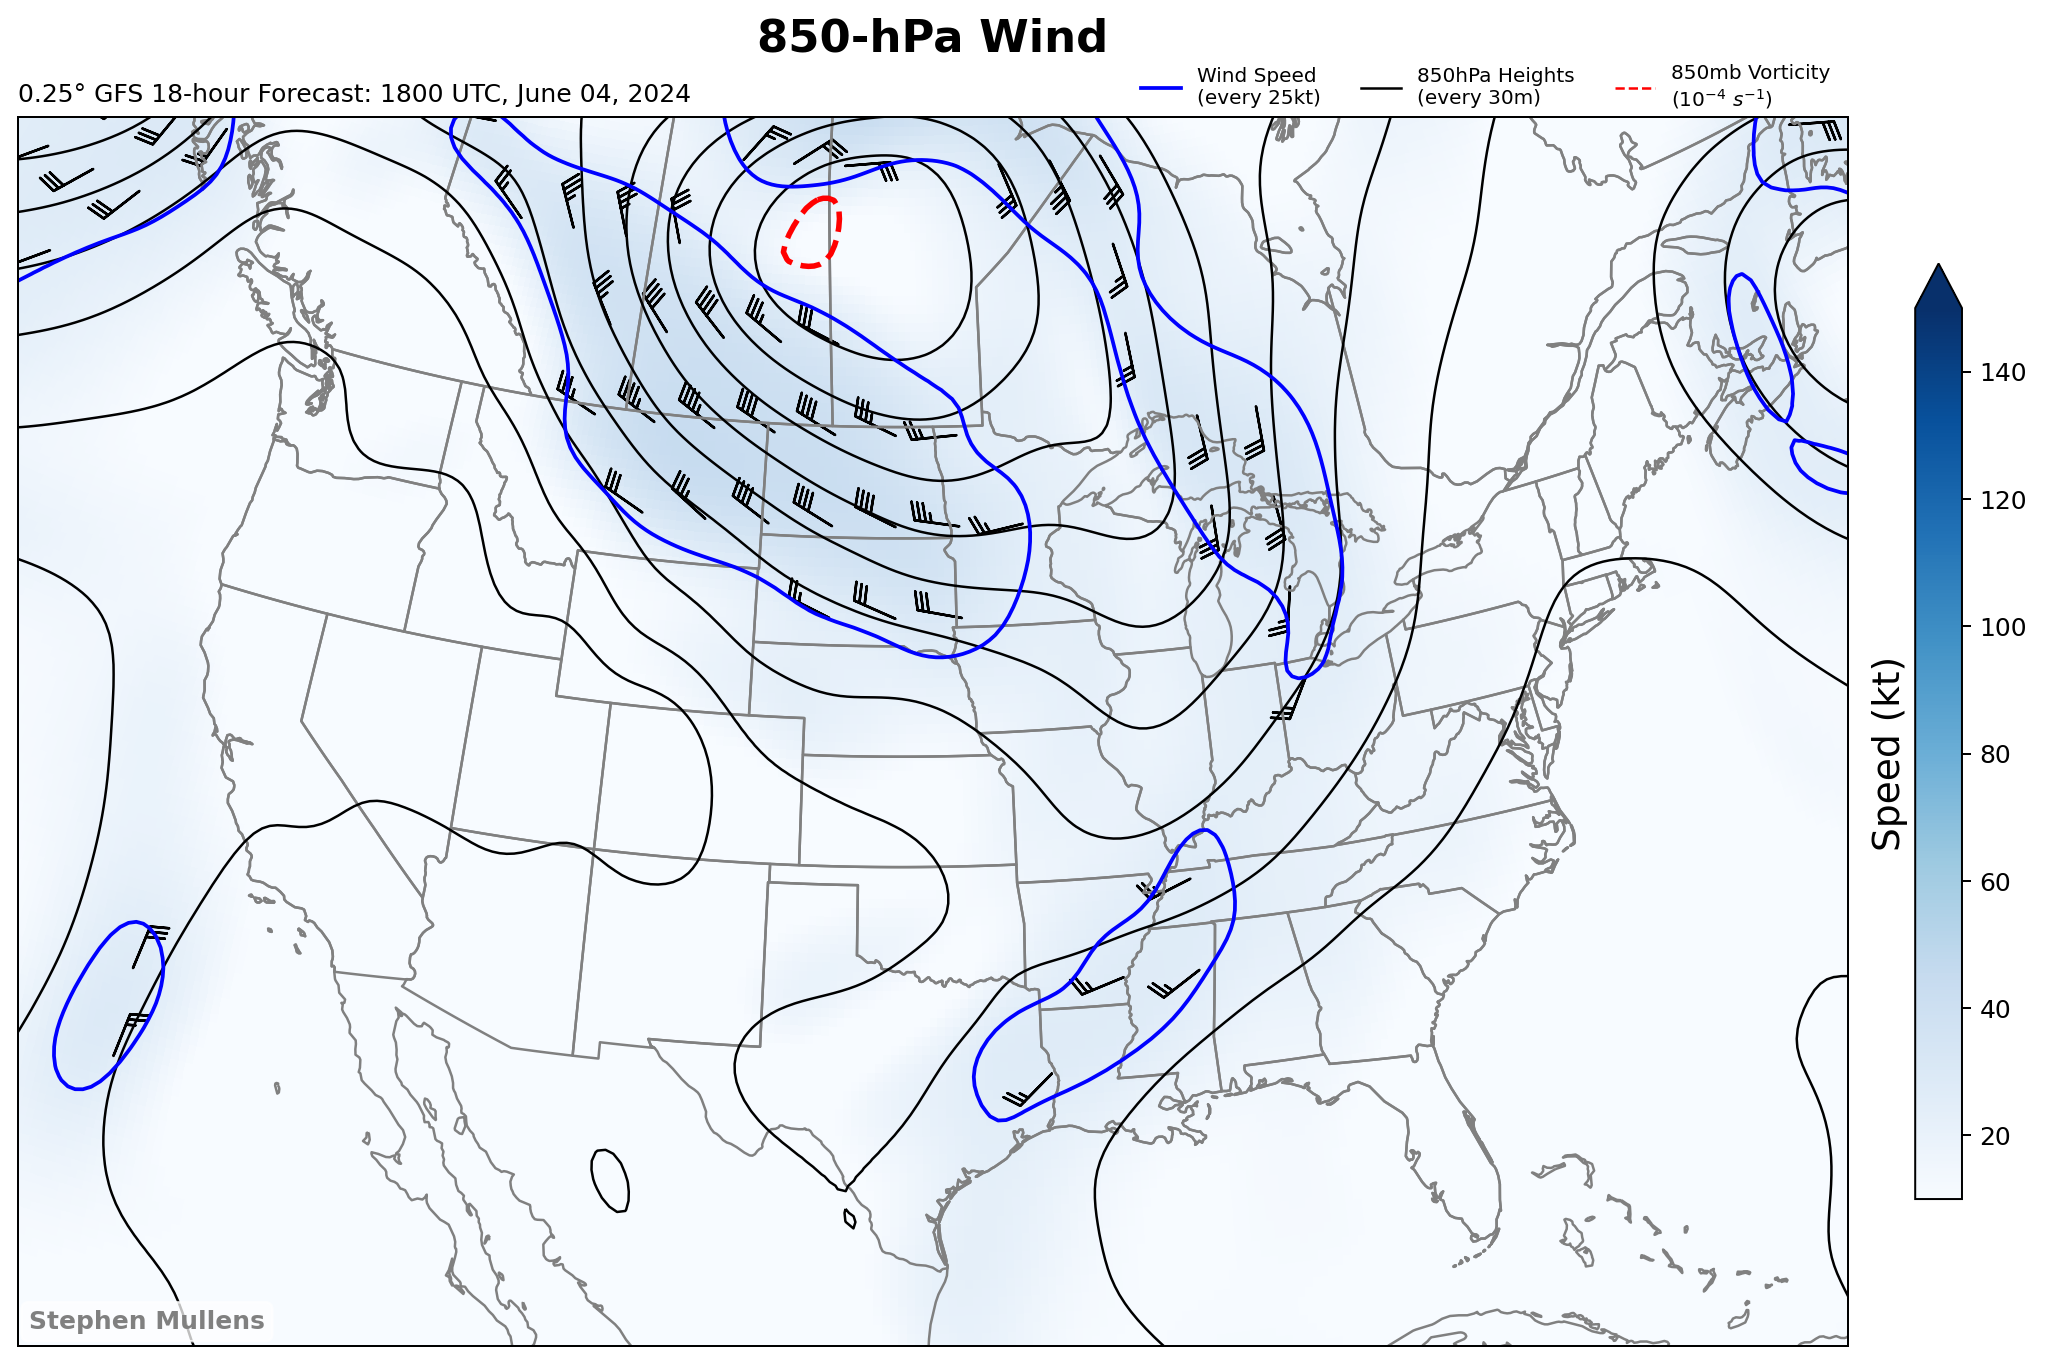 850-hPa Wind
0.25° GFS 18-hour Forecast: 1800 UTC, June 04, 2024
Wind Speed
(every 25kt)
850hPa Heights
(every 30m)
850mb Vorticity
(10⁻⁴ s⁻¹)
140
120
100
80
60
40
20
Speed (kt)
Stephen Mullens